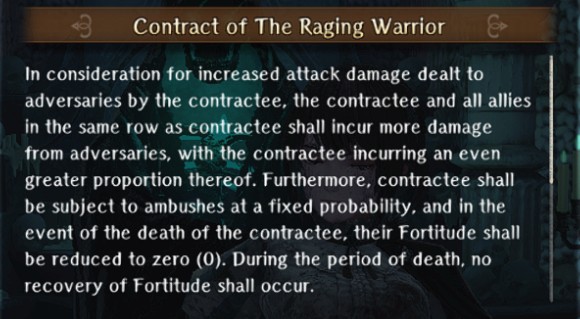 Contract of The Raging Warrior
In consideration for increased attack damage dealt to
adversaries by the contractee, the contractee and all allies
in the same row as contractee shall incur more damage
from adversaries, with the contractee incurring an even
greater proportion thereof. Furthermore, contractee shall
be subject to ambushes at a fixed probability, and in the
event of the death of the contractee, their Fortitude shall
be reduced to zero (0). During the period of death, no
recovery of Fortitude shall occur.